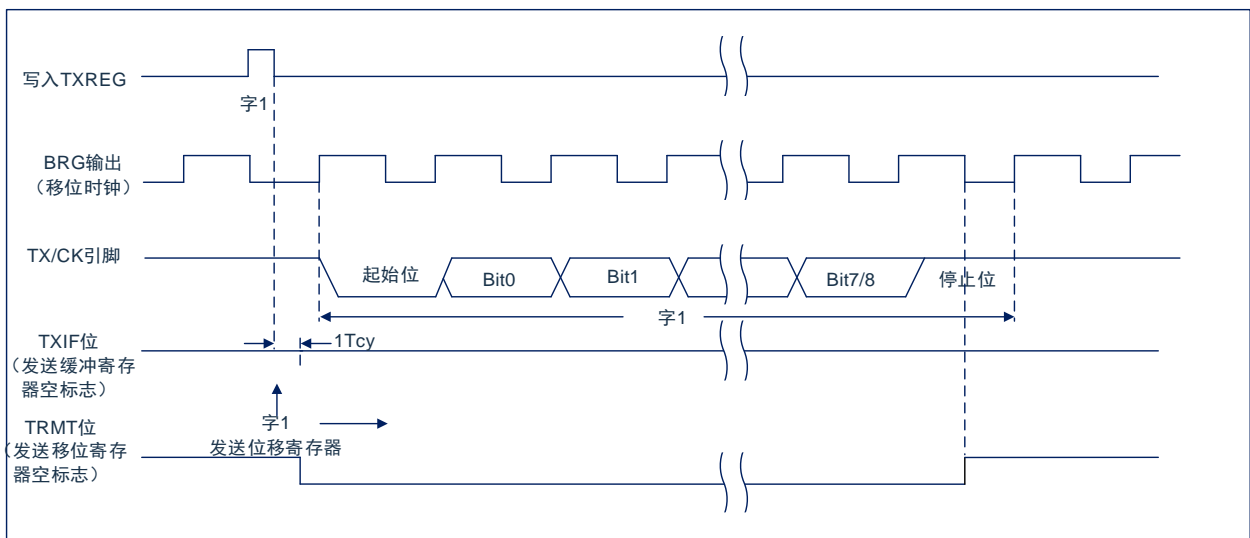 写入TXREG
字1
BRG输出
（移位时钟）
TX/CK引脚
起始位
Bit0
Bit1
Bit7/8
停止位
字1
TXIF位
（发送缓冲寄存
器空标志）
1Tcy
字1
发送位移寄存器
TRMT位
（发送移位寄存
器空标志）